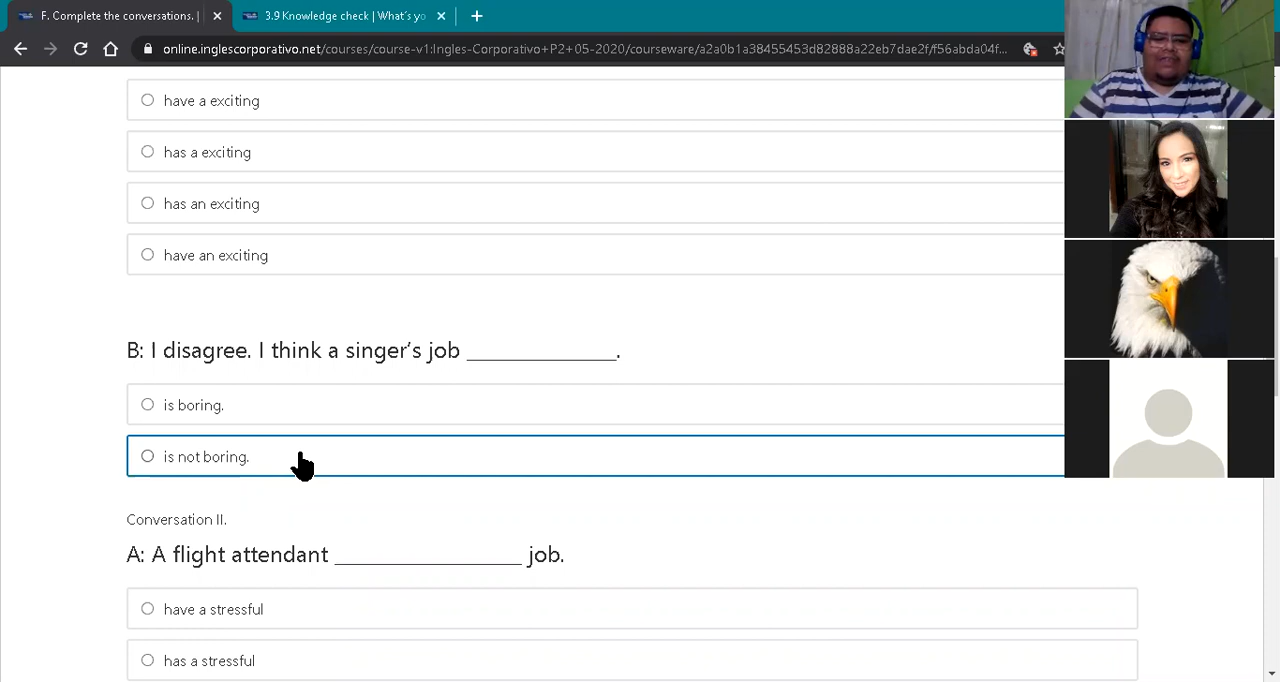 F. Complete the conversations. |
3.9 Knowledge check | What's yo
online.inglescorporativo.net/courses/course-v1:Ingles-Corporativo+P2+05-2020/courseware/a2a0b1a38455453d82888a22eb7dae2f/f56abda04f...
have a exciting
has a exciting
has an exciting
have an exciting
B: I disagree. I think a singer's job _____________.
is boring.
is not boring.
Conversation II.
A: A flight attendant ________________ job.
have a stressful
has a stressful